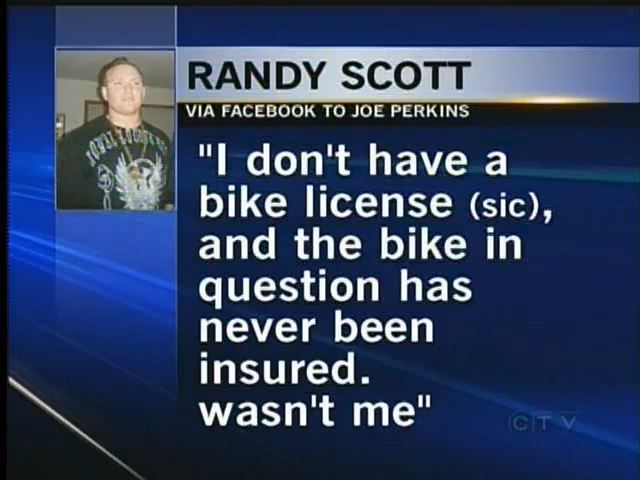 RANDY SCOTT
VIA FACEBOOK TO JOE PERKINS
"I don't have a
bike license (sic),
and the bike in
question has
never been
insured.
wasn't me"
CTV